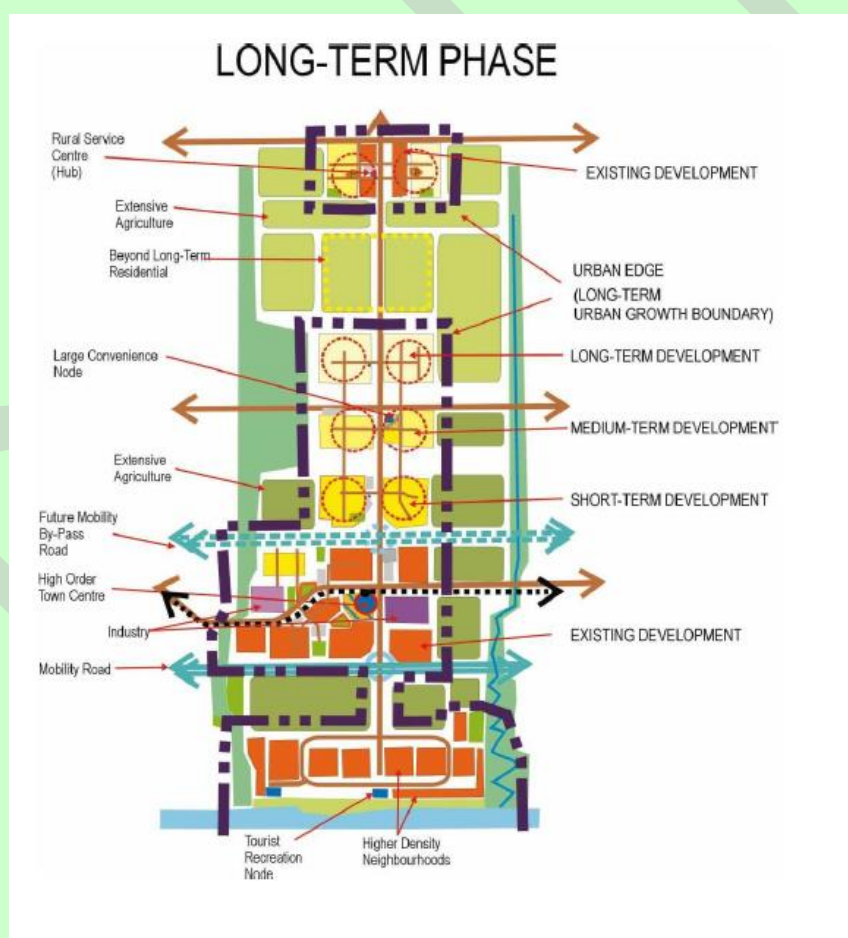 LONG-TERM PHASE
Rural Service
Centre
(Hub)
EXISTING DEVELOPMENT
Extensive
Agriculture
Beyond Long-Term
Residential
URBAN EDGE
(LONG-TERM
URBAN GROWTH BOUNDARY)
Large Convenience
Node
LONG-TERM DEVELOPMENT
MEDIUM-TERM DEVELOPMENT
Extensive
Agriculture
SHORT-TERM DEVELOPMENT
Future Mobility
By-Pass
Road
High Order
Town Centre
Industry
EXISTING DEVELOPMENT
Mobility Road
Tourist
Recreation
Node
Higher Density
Neighbourhoods